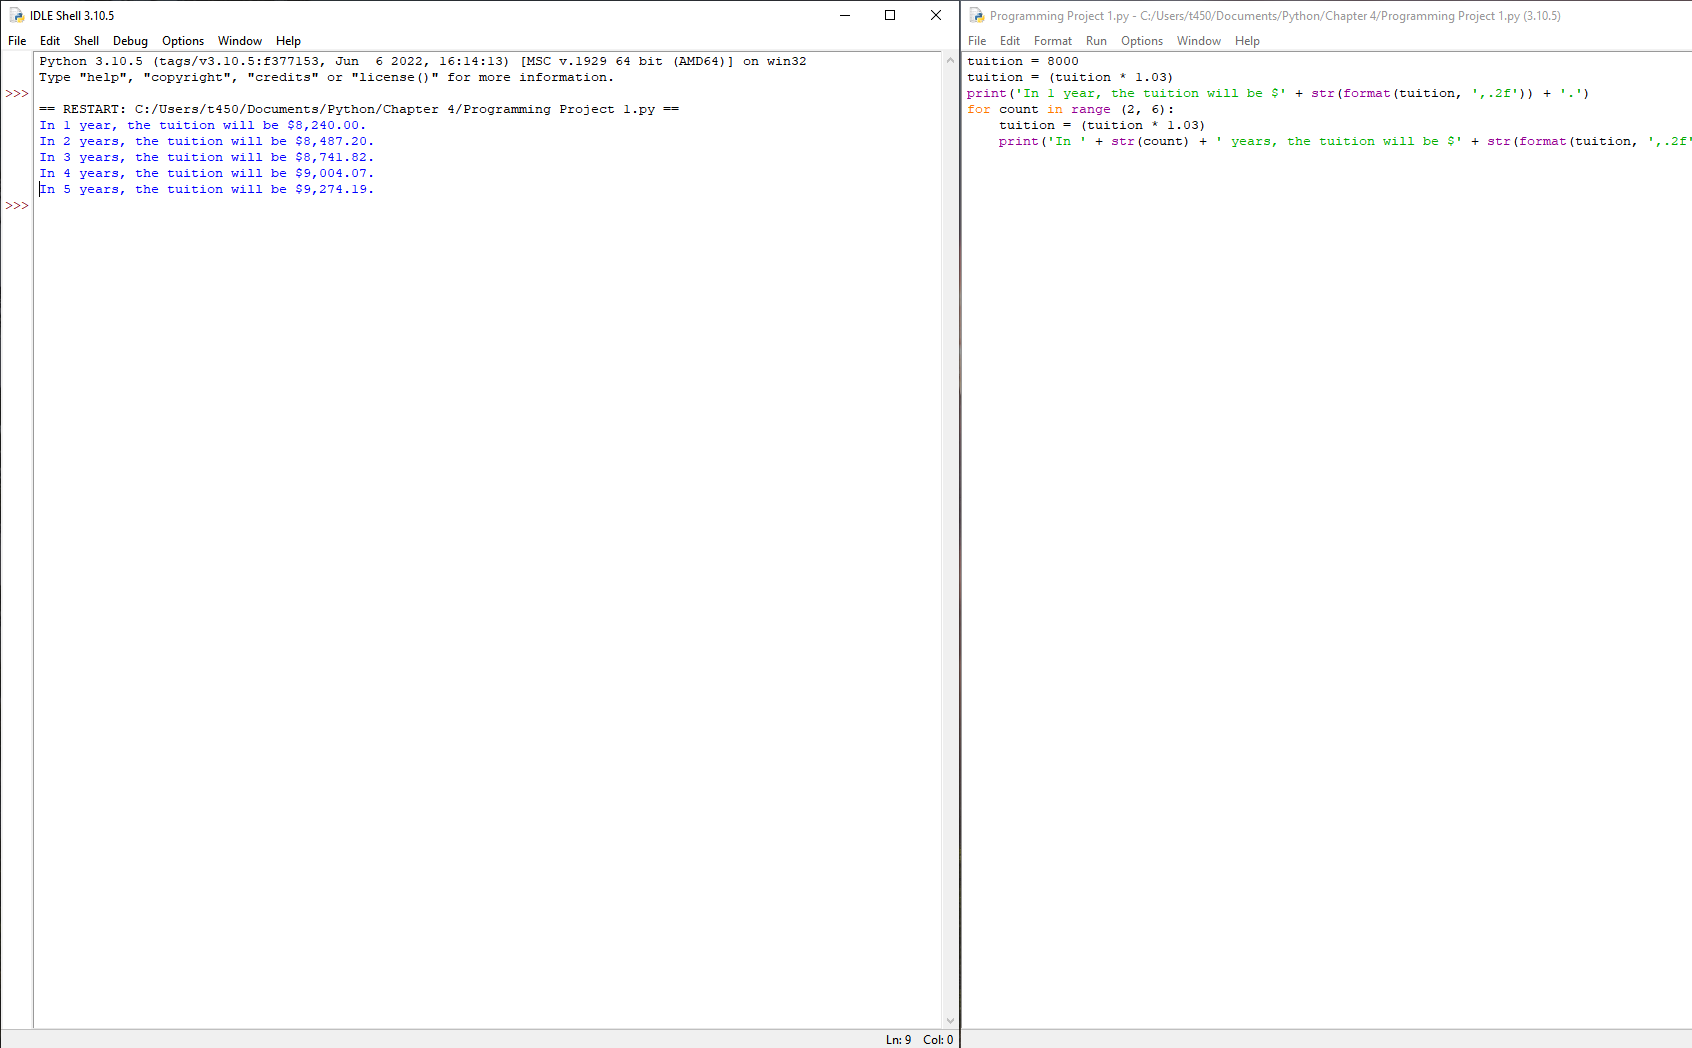 IDLE Shell 3.10.5
File Edit Shell Debug Options Window Help
Python 3.10.5 (tags/v3.10.5:f377153, Jun  6 2022, 16:14:13) [MSC v.1929 64 bit (AMD64)] on win32
Type "help", "copyright", "credits" or "license()" for more information.
>>>
== RESTART: C:/Users/t450/Documents/Python/Chapter 4/Programming Project 1.py ==
In 1 year, the tuition will be $8,240.00.
In 2 years, the tuition will be $8,487.20.
In 3 years, the tuition will be $8,741.82.
In 4 years, the tuition will be $9,004.07.
In 5 years, the tuition will be $9,274.19.
>>>
Ln: 9 Col: 0
Programming Project 1.py - C:/Users/t450/Documents/Python/Chapter 4/Programming Project 1.py (3.10.5)
File Edit Format Run Options Window Help
tuition = 8000
tuition = (tuition * 1.03)
print('In 1 year, the tuition will be $' + str(format(tuition, ',.2f')) + '.')
for count in range (2, 6):
    tuition = (tuition * 1.03)
    print('In ' + str(count) + ' years, the tuition will be $' + str(format(tuition, ',.2f'